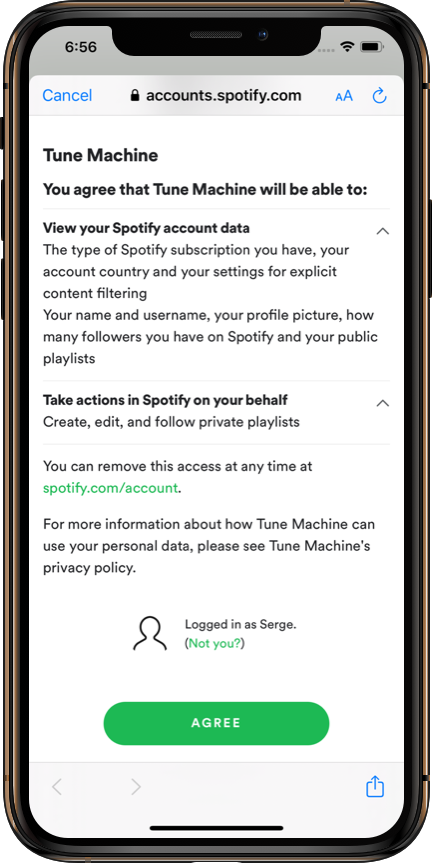 6:56
Cancel accounts.spotify.com AA
Tune Machine
You agree that Tune Machine will be able to:
View your Spotify account data
The type of Spotify subscription you have, your
account country and your settings for explicit
content filtering
Your name and username, your profile picture, how
many followers you have on Spotify and your public
playlists
Take actions in Spotify on your behalf
Create, edit, and follow private playlists
You can remove this access at any time at
spotify.com/account.
For more information about how Tune Machine can
use your personal data, please see Tune Machine's
privacy policy.
Logged in as Serge.
(Not you?)
AGREE